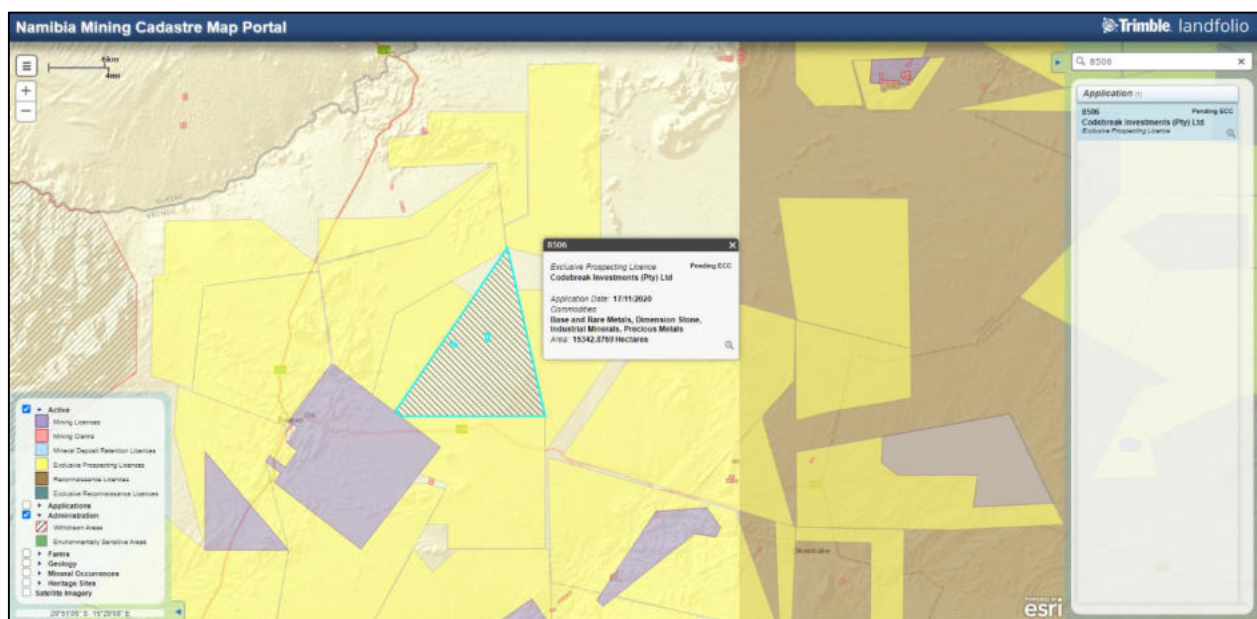 Namibia Mining Cadastre Map Portal
Trimble. landfolio
6km
4mi
8506
Application (1)
8506 Pending ECC
Codebreak Investments (Pty) Ltd
Exclusive Prospecting Licence
8506
Exclusive Prospecting Licence Pending ECC
Codebreak Investments (Pty) Ltd
Application Date: 17/11/2020
Commodities:
Base and Rare Metals, Dimension Stone,
Industrial Minerals, Precious Metals
Area: 15342.8760 Hectares
Active
Mining Licences
Mining Claims
Mineral Deposit Retention Licences
Exclusive Prospecting Licences
Reconnaissance Licences
Exclusive Reconnaissance Licences
Applications
Administration
Withdrawn Areas
Environmentally Sensitive Areas
Farms
Geology
Mineral Occurrences
Heritage Sites
Satellite Imagery
POWERED BY
esri